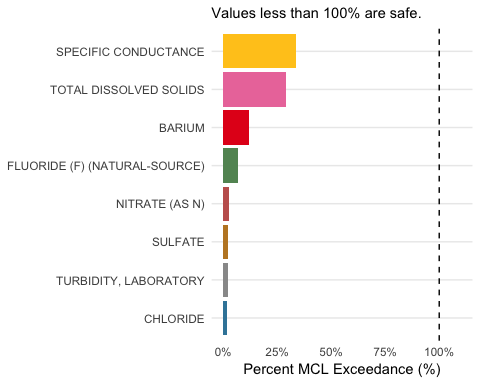 Values less than 100% are safe.
SPECIFIC CONDUCTANCE
TOTAL DISSOLVED SOLIDS
BARIUM
FLUORIDE (F) (NATURAL-SOURCE)
NITRATE (AS N)
SULFATE
TURBIDITY, LABORATORY
CHLORIDE
0% 25% 50% 75% 100%
Percent MCL Exceedance (%)